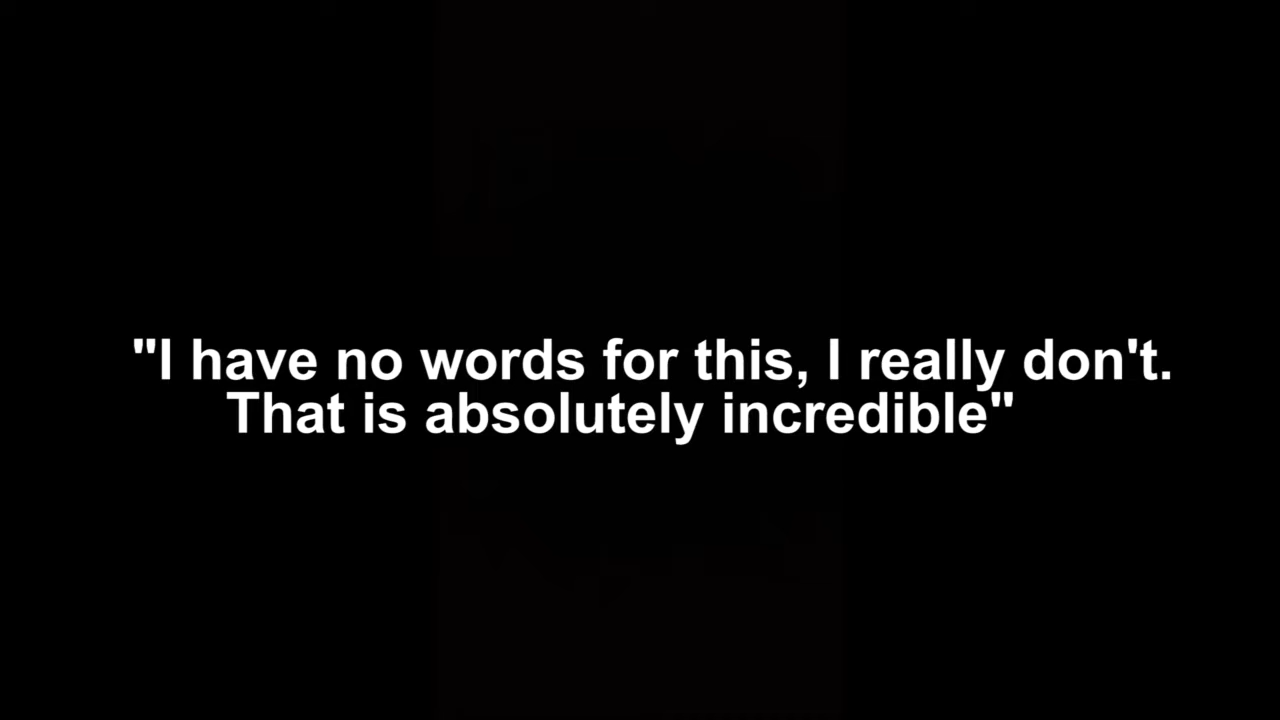 "I have no words for this, I really don't.
That is absolutely incredible"